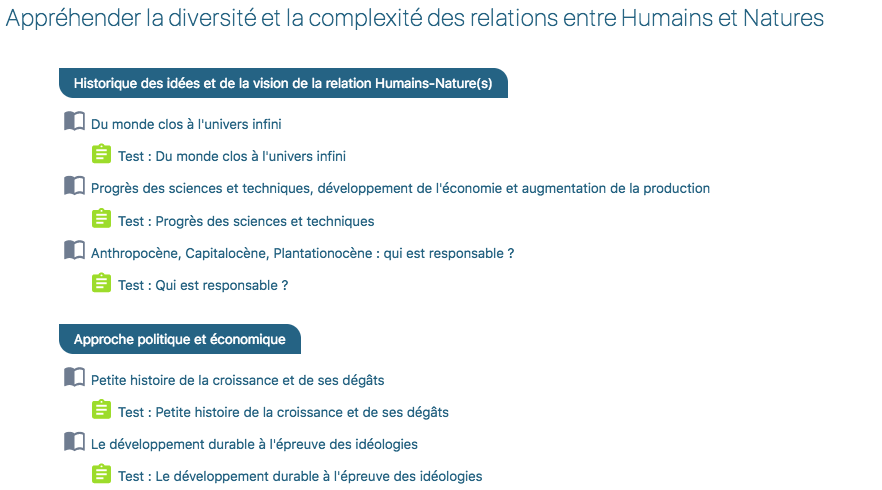 Appréhender la diversité et la complexité des relations entre Humains et Natures
Historique des idées et de la vision de la relation Humains-Nature(s)
Du monde clos à l'univers infini
Test : Du monde clos à l'univers infini
Progrès des sciences et techniques, développement de l'économie et augmentation de la production
Test : Progrès des sciences et techniques
Anthropocène, Capitalocène, Plantationocène : qui est responsable ?
Test : Qui est responsable ?
Approche politique et économique
Petite histoire de la croissance et de ses dégâts
Test : Petite histoire de la croissance et de ses dégâts
Le développement durable à l'épreuve des idéologies
Test : Le développement durable à l'épreuve des idéologies